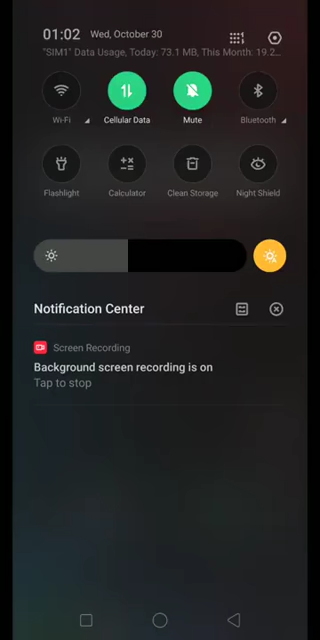 01:02 Wed, October 30
"SIM1" Data Usage, Today: 73.1 MB, This Month: 19.2...
Wi-Fi Cellular Data Mute Bluetooth
Flashlight Calculator Clean Storage Night Shield
Notification Center
Screen Recording
Background screen recording is on
Tap to stop